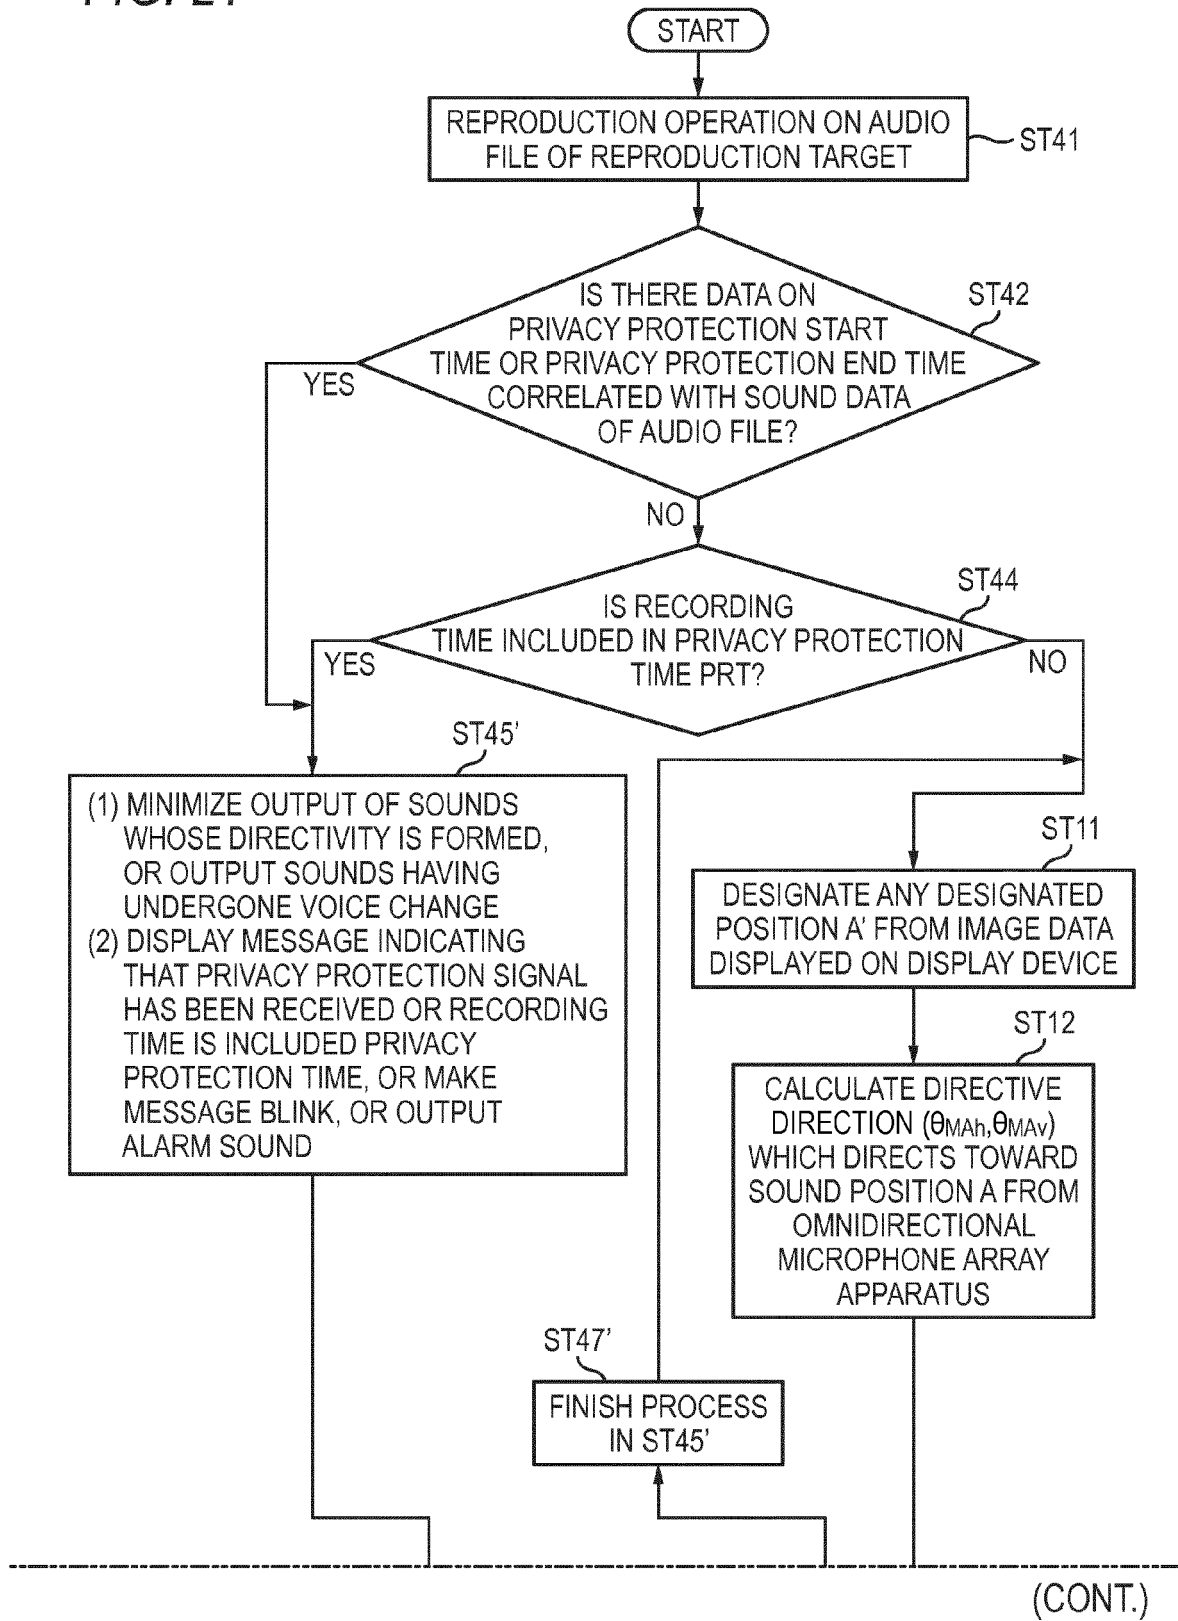 START
REPRODUCTION OPERATION ON AUDIO
FILE OF REPRODUCTION TARGET
ST41
IS THERE DATA ON
PRIVACY PROTECTION START
TIME OR PRIVACY PROTECTION END TIME
CORRELATED WITH SOUND DATA
OF AUDIO FILE?
ST42
YES
NO
IS RECORDING
TIME INCLUDED IN PRIVACY PROTECTION
TIME PRT?
ST44
YES
NO
ST45'
(1) MINIMIZE OUTPUT OF SOUNDS
WHOSE DIRECTIVITY IS FORMED,
OR OUTPUT SOUNDS HAVING
UNDERGONE VOICE CHANGE
(2) DISPLAY MESSAGE INDICATING
THAT PRIVACY PROTECTION SIGNAL
HAS BEEN RECEIVED OR RECORDING
TIME IS INCLUDED PRIVACY
PROTECTION TIME, OR MAKE
MESSAGE BLINK, OR OUTPUT
ALARM SOUND
ST11
DESIGNATE ANY DESIGNATED
POSITION A' FROM IMAGE DATA
DISPLAYED ON DISPLAY DEVICE
ST12
CALCULATE DIRECTIVE
DIRECTION (θMAh,θMAv)
WHICH DIRECTS TOWARD
SOUND POSITION A FROM
OMNIDIRECTIONAL
MICROPHONE ARRAY
APPARATUS
ST47'
FINISH PROCESS
IN ST45'
(CONT.)